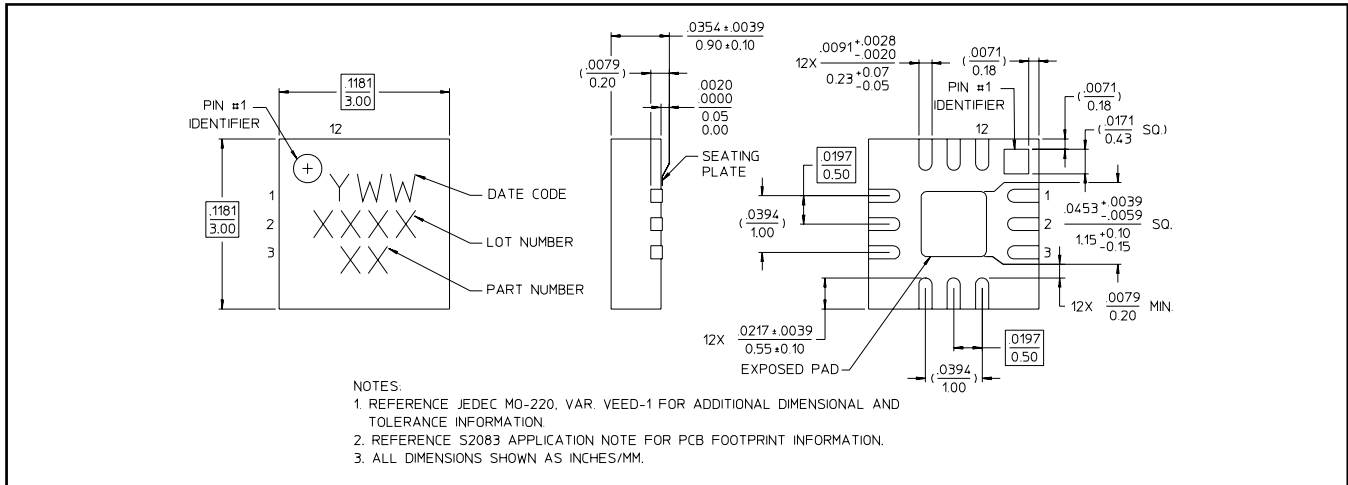 .1181
3.00
PIN #1
IDENTIFIER
12
.1181
3.00
1
2
3
Y W W
X X X X
X X
DATE CODE
LOT NUMBER
PART NUMBER
.0354 ±.0039
0.90 ±0.10
(.0079
0.20)
.0020
.0000
0.05
0.00
SEATING
PLATE
12X .0091 +.0028
-.0020
0.23 +0.07
-0.05
(.0071
0.18)
PIN #1
IDENTIFIER
12
(.0071
0.18)
(.0171
0.43 SQ.)
.0197
0.50
(.0394
1.00)
1
2
3
.0453 +.0039
-.0059 SQ.
1.15 +0.10
-0.15
12X .0079
0.20 MIN.
12X .0217 ±.0039
0.55 ±0.10
EXPOSED PAD
(.0394
1.00)
.0197
0.50
NOTES:
1. REFERENCE JEDEC MO-220, VAR. VEED-1 FOR ADDITIONAL DIMENSIONAL AND
TOLERANCE INFORMATION.
2. REFERENCE S2083 APPLICATION NOTE FOR PCB FOOTPRINT INFORMATION.
3. ALL DIMENSIONS SHOWN AS INCHES/MM.